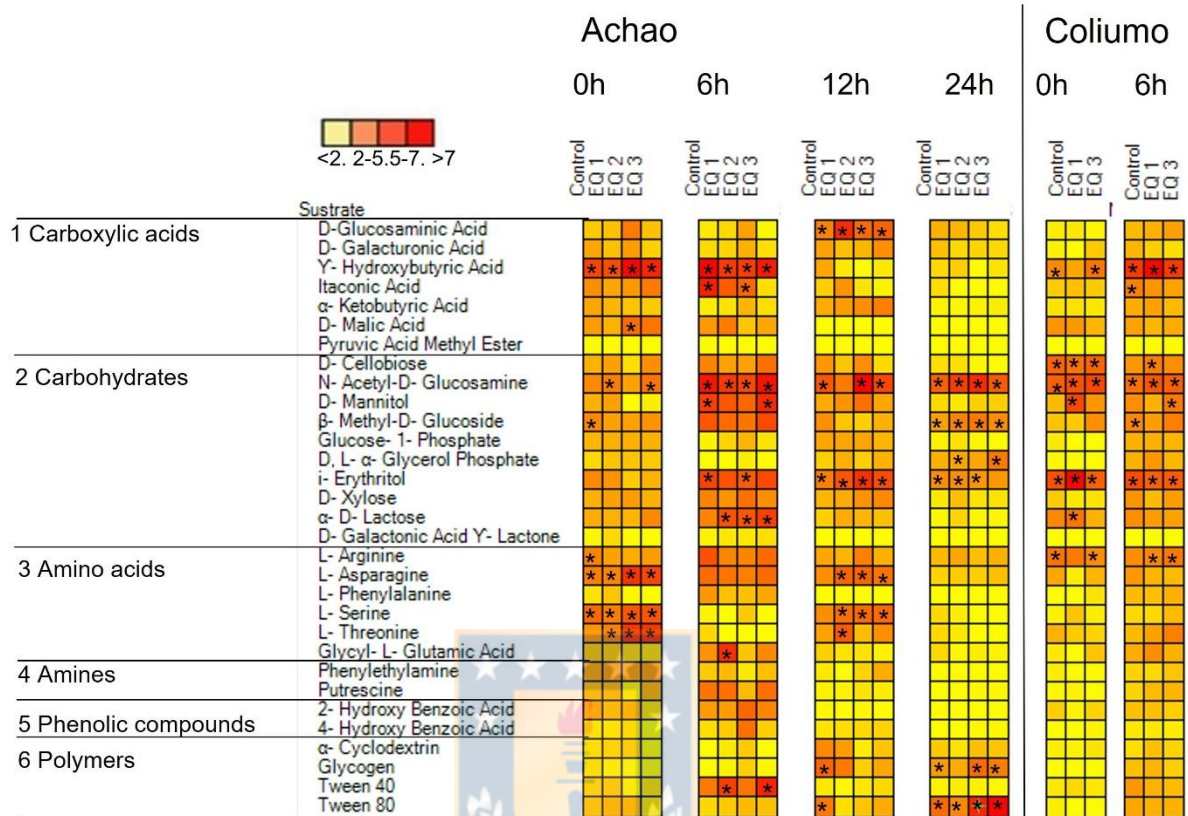 Achao Coliumo
0h 6h 12h 24h 0h 6h
<2. 2-5.5-7. >7
Control EQ 1 EQ 2 EQ 3 Control EQ 1 EQ 2 EQ 3 Control EQ 1 EQ 2 EQ 3 Control EQ 1 EQ 2 EQ 3 Control EQ 1 EQ 3 Control EQ 1 EQ 3
Sustrate
1 Carboxylic acids D-Glucosaminic Acid
D- Galacturonic Acid
Y- Hydroxybutyric Acid
Itaconic Acid
α- Ketobutyric Acid
D- Malic Acid
Pyruvic Acid Methyl Ester
2 Carbohydrates D- Cellobiose
N- Acetyl-D- Glucosamine
D- Mannitol
β- Methyl-D- Glucoside
Glucose- 1- Phosphate
D, L- α- Glycerol Phosphate
i- Erythritol
D- Xylose
α- D- Lactose
D- Galactonic Acid Y- Lactone
3 Amino acids L- Arginine
L- Asparagine
L- Phenylalanine
L- Serine
L- Threonine
Glycyl- L- Glutamic Acid
4 Amines Phenylethylamine
Putrescine
5 Phenolic compounds 2- Hydroxy Benzoic Acid
4- Hydroxy Benzoic Acid
6 Polymers α- Cyclodextrin
Glycogen
Tween 40
Tween 80